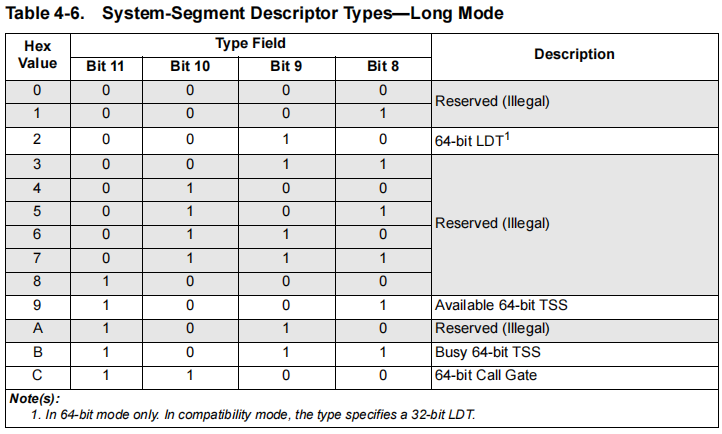 Table 4-6. System-Segment Descriptor Types—Long Mode
Hex Value Type Field Description
Bit 11 Bit 10 Bit 9 Bit 8
0 0 0 0 0 Reserved (Illegal)
1 0 0 0 1
2 0 0 1 0 64-bit LDT1
3 0 0 1 1 Reserved (Illegal)
4 0 1 0 0
5 0 1 0 1
6 0 1 1 0
7 0 1 1 1
8 1 0 0 0
9 1 0 0 1 Available 64-bit TSS
A 1 0 1 0 Reserved (Illegal)
B 1 0 1 1 Busy 64-bit TSS
C 1 1 0 0 64-bit Call Gate
Note(s):
1. In 64-bit mode only. In compatibility mode, the type specifies a 32-bit LDT.